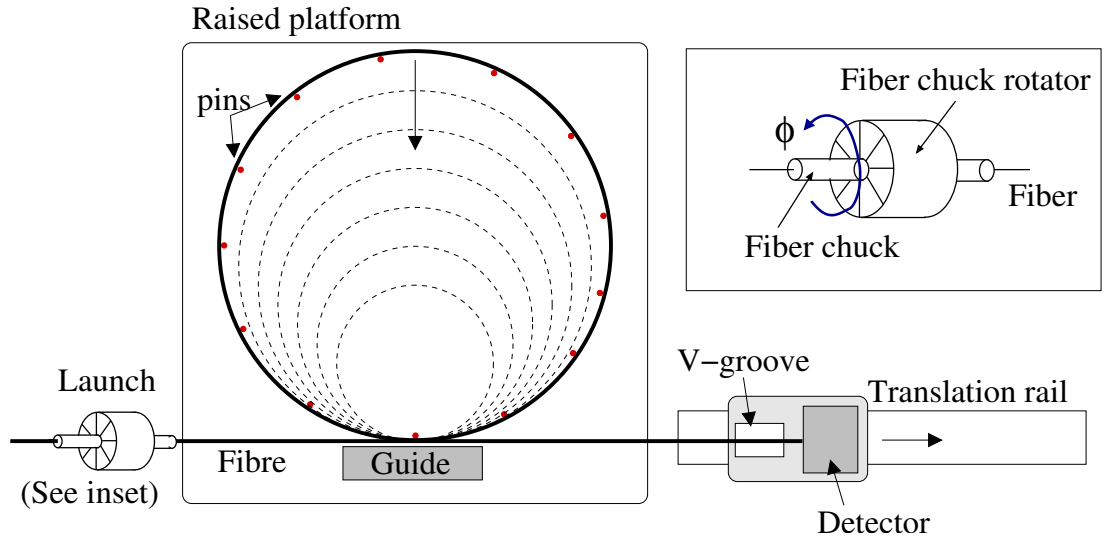 Raised platform
pins
Fiber chuck rotator
ϕ
Fiber
Fiber chuck
Launch
(See inset)
Fibre
Guide
V−groove
Translation rail
Detector